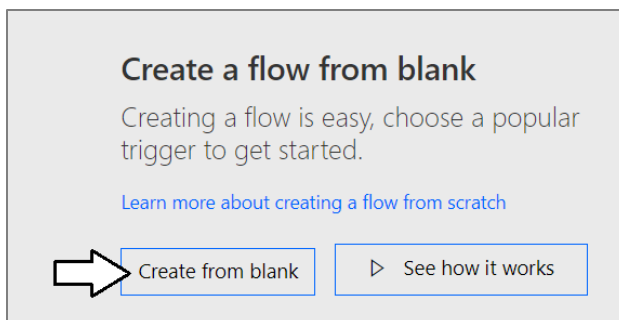 Create a flow from blank
Creating a flow is easy, choose a popular
trigger to get started.
Learn more about creating a flow from scratch
Create from blank
See how it works